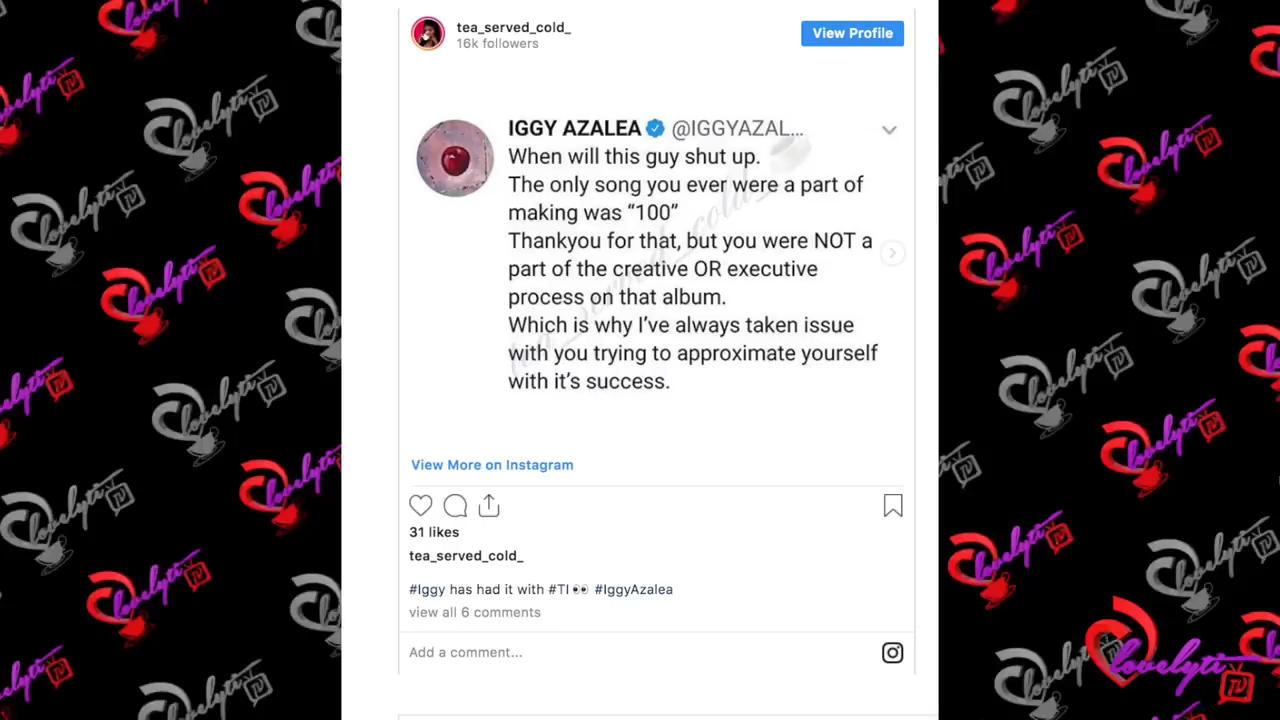 tea_served_cold_
16k followers
View Profile
IGGY AZALEA @IGGYAZAL...
When will this guy shut up.
The only song you ever were a part of
making was “100”
Thankyou for that, but you were NOT a
part of the creative OR executive
process on that album.
Which is why I’ve always taken issue
with you trying to approximate yourself
with it’s success.
tea_served_cold_
View More on Instagram
31 likes
tea_served_cold_
#Iggy has had it with #TI👀 #IggyAzalea
view all 6 comments
Add a comment...
lovelyti
TV